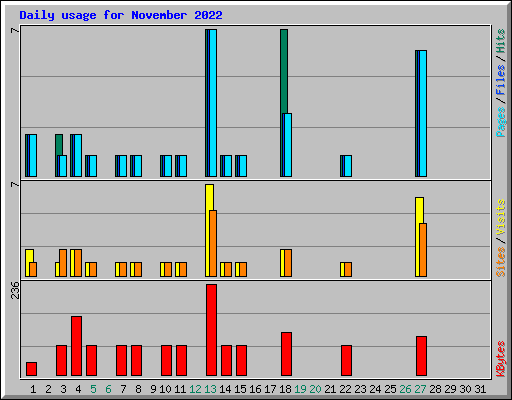 Daily usage for November 2022
7
Pages / Files / Hits
7
Sites / Visits
236
KBytes
1 2 3 4 5 6 7 8 9 10 11 12 13 14 15 16 17 18 19 20 21 22 23 24 25 26 27 28 29 30 31